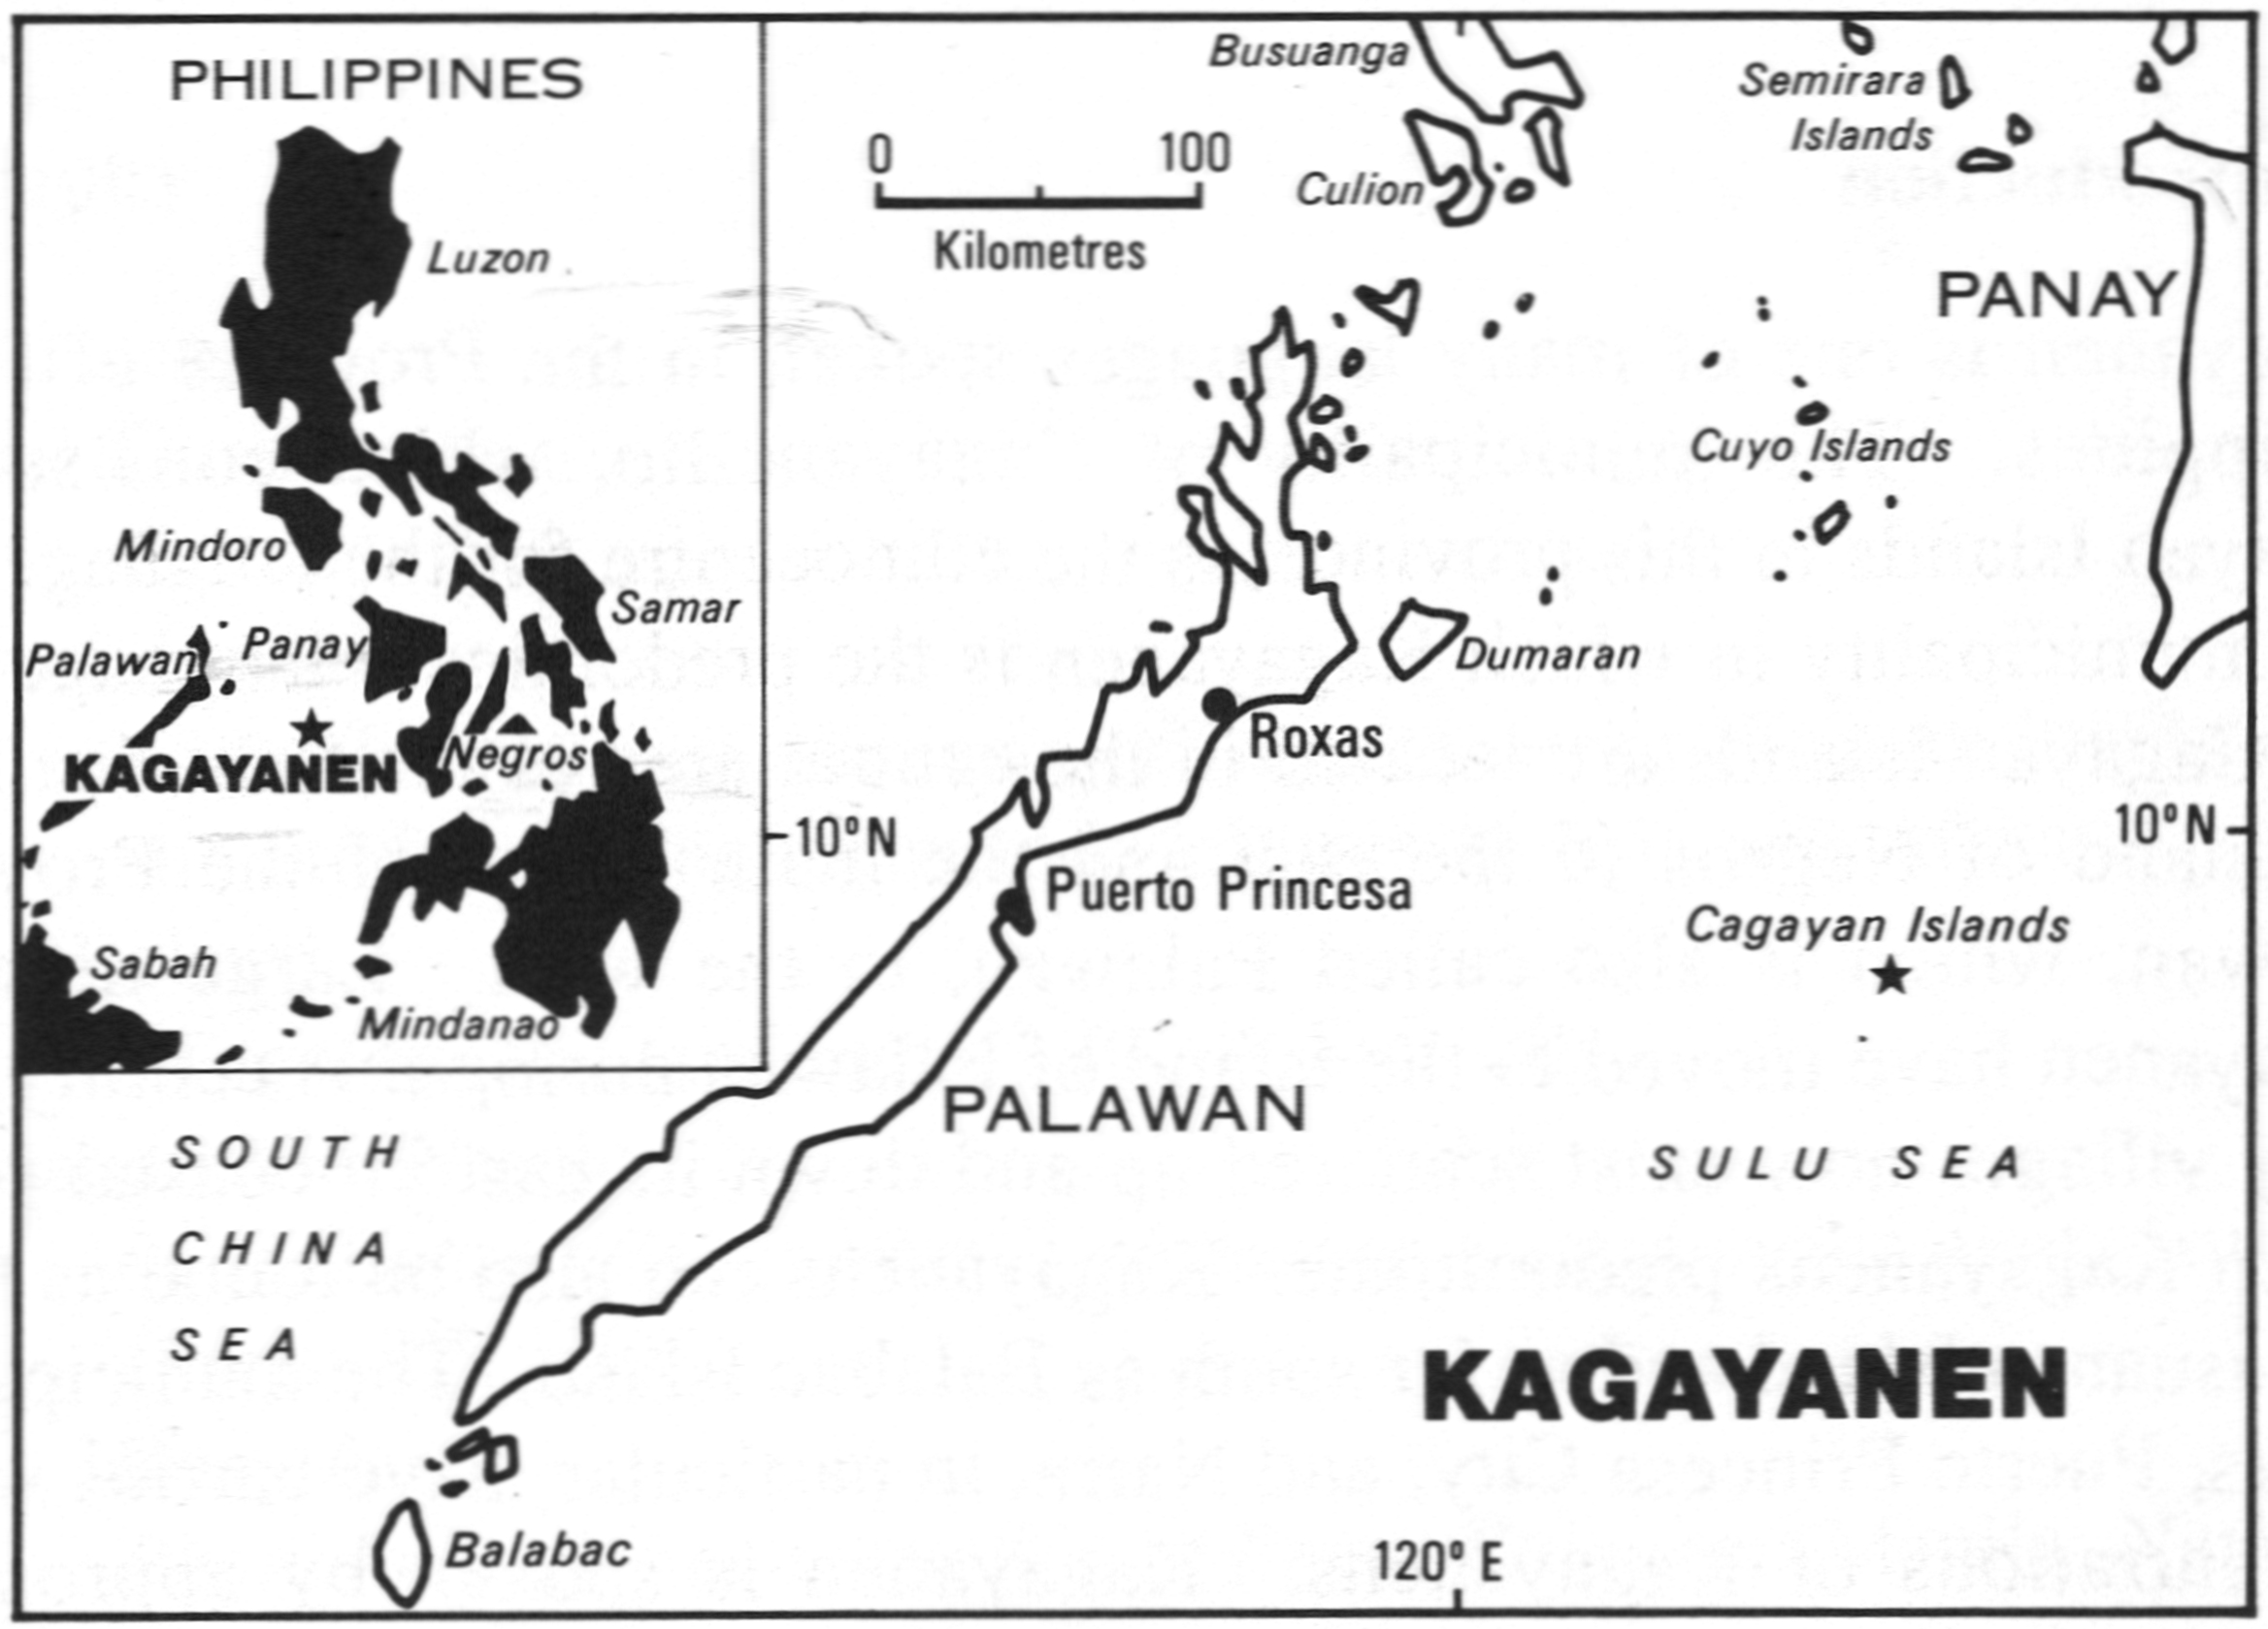 PHILIPPINES
Luzon
Mindoro
Samar
Palawan
Panay
KAGAYANEN
Negros
Sabah
Mindanao
Busuanga
Semirara
Islands
0 100
Kilometres
Culion
PANAY
Cuyo Islands
Dumaran
Roxas
10°N
10°N
Puerto Princesa
Cagayan Islands
PALAWAN
SULU SEA
SOUTH
CHINA
SEA
KAGAYANEN
Balabac
120° E